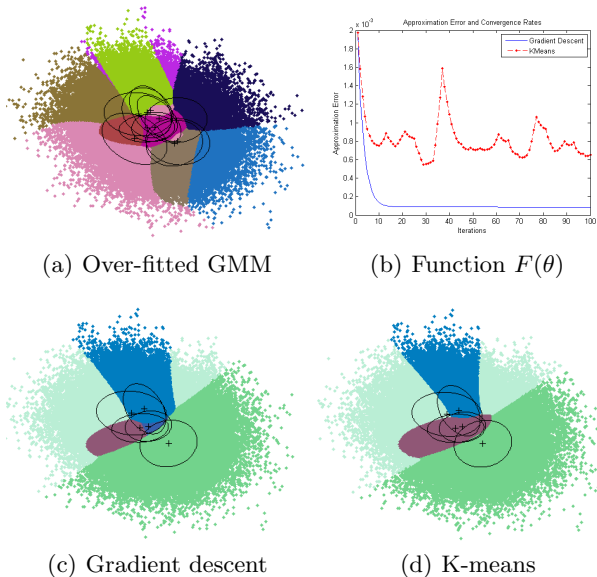 x 10⁻³
Approximation Error and Convergence Rates
Gradient Descent
KMeans
2
1.8
1.6
1.4
1.2
1
0.8
0.6
0.4
0.2
0
Approximation Error
0 10 20 30 40 50 60 70 80 90 100
Iterations
(a) Over-fitted GMM
(b) Function F(θ)
(c) Gradient descent
(d) K-means